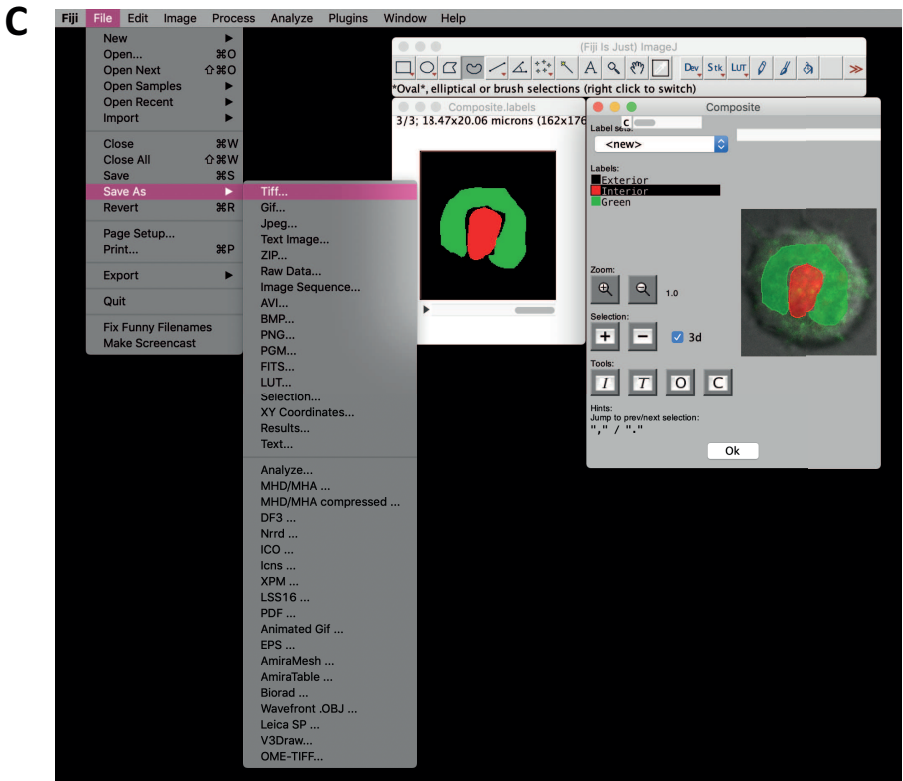 C
Fiji File Edit Image Process Analyze Plugins Window Help
New
Open... ⌘O
Open Next ⇧⌘O
Open Samples
Open Recent
Import
Close ⌘W
Close All ⇧⌘W
Save ⌘S
Save As
Revert ⌘R
Page Setup...
Print... ⌘P
Export
Quit
Fix Funny Filenames
Make Screencast
Tiff...
Gif...
Jpeg...
Text Image...
ZIP...
Raw Data...
Image Sequence...
AVI...
BMP...
PNG...
PGM...
FITS...
LUT...
Selection...
XY Coordinates...
Results...
Text...
Analyze...
MHD/MHA ...
MHD/MHA compressed ...
DF3 ...
Nrrd ...
ICO ...
Icns ...
XPM ...
LSS16 ...
PDF ...
Animated Gif ...
EPS ...
AmiraMesh ...
AmiraTable ...
Biorad ...
Wavefront .OBJ ...
Leica SP ...
V3Draw...
OME-TIFF...
(Fiji Is Just) ImageJ
A Dev Stk LUT
*Oval*, elliptical or brush selections (right click to switch)
Composite.labels
3/3; 18.47x20.06 microns (162x176
Composite
C
Label sets:
<new>
Labels:
Exterior
Interior
Green
Zoom:
1.0
Selection:
+ − 3d
Tools:
I T O C
Hints:
Jump to prev/next selection:
"," / "."
Ok